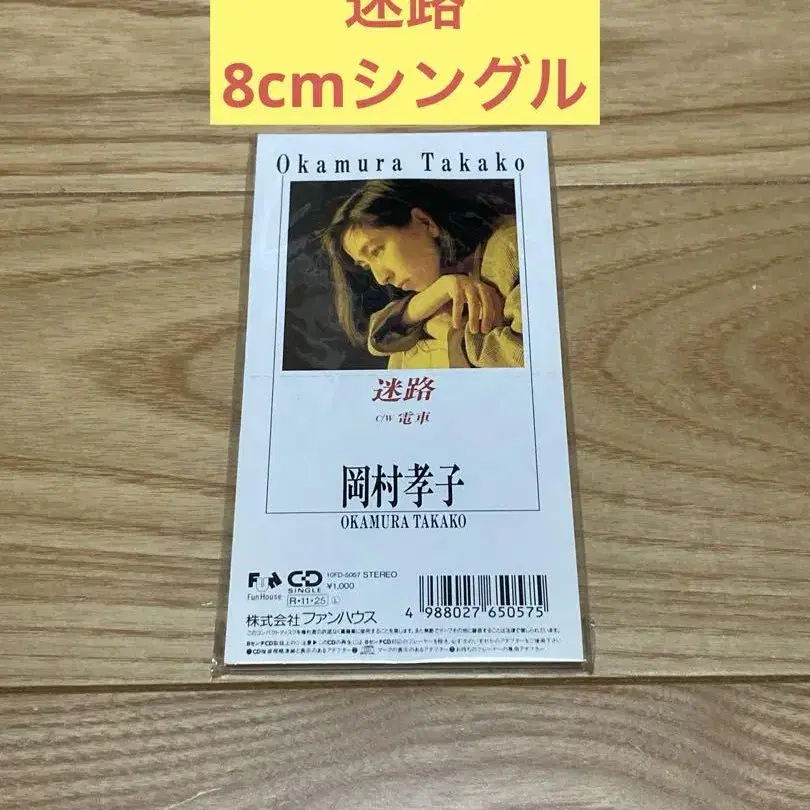 迷路
8cmシングル
Okamura Takako
迷路
C/W 電車
岡村孝子
OKAMURA TAKAKO
Fun House
CD SINGLE
10FD-5057 STEREO
¥1,000
R・11・25 L
株式会社 ファンハウス
4 988027 650575